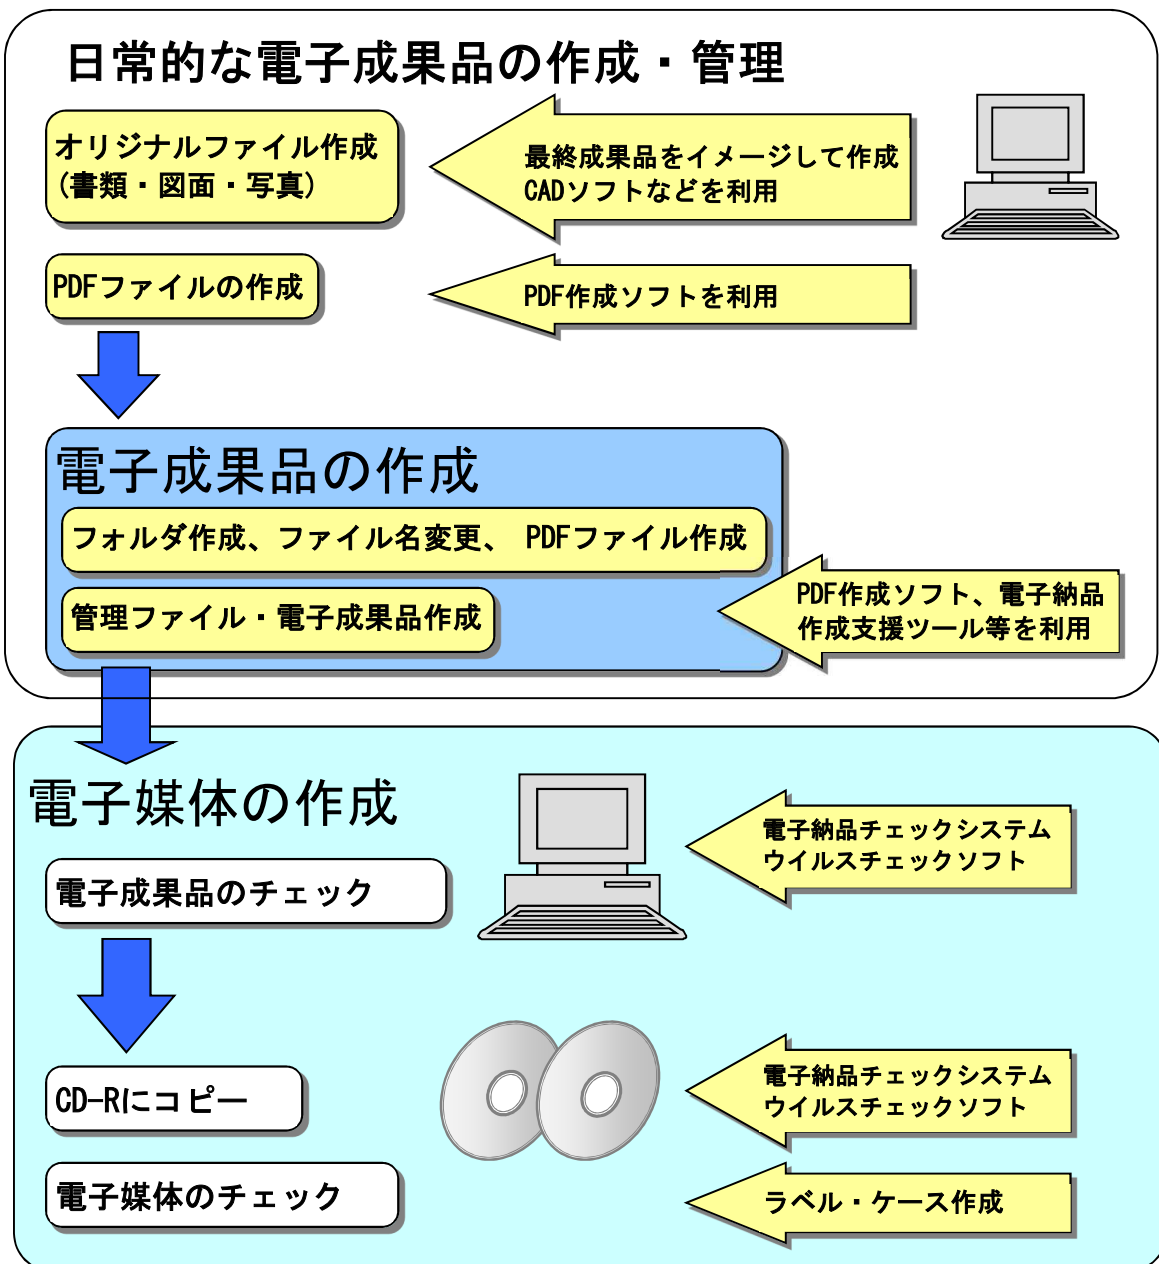 日常的な電子成果品の作成・管理
オリジナルファイル作成
(書類・図面・写真)
最終成果品をイメージして作成
CADソフトなどを利用
PDFファイルの作成
PDF作成ソフトを利用
電子成果品の作成
フォルダ作成、ファイル名変更、 PDFファイル作成
管理ファイル・電子成果品作成
PDF作成ソフト、電子納品
作成支援ツール等を利用
電子媒体の作成
電子納品チェックシステム
ウイルスチェックソフト
電子成果品のチェック
CD-Rにコピー
電子納品チェックシステム
ウイルスチェックソフト
電子媒体のチェック
ラベル・ケース作成